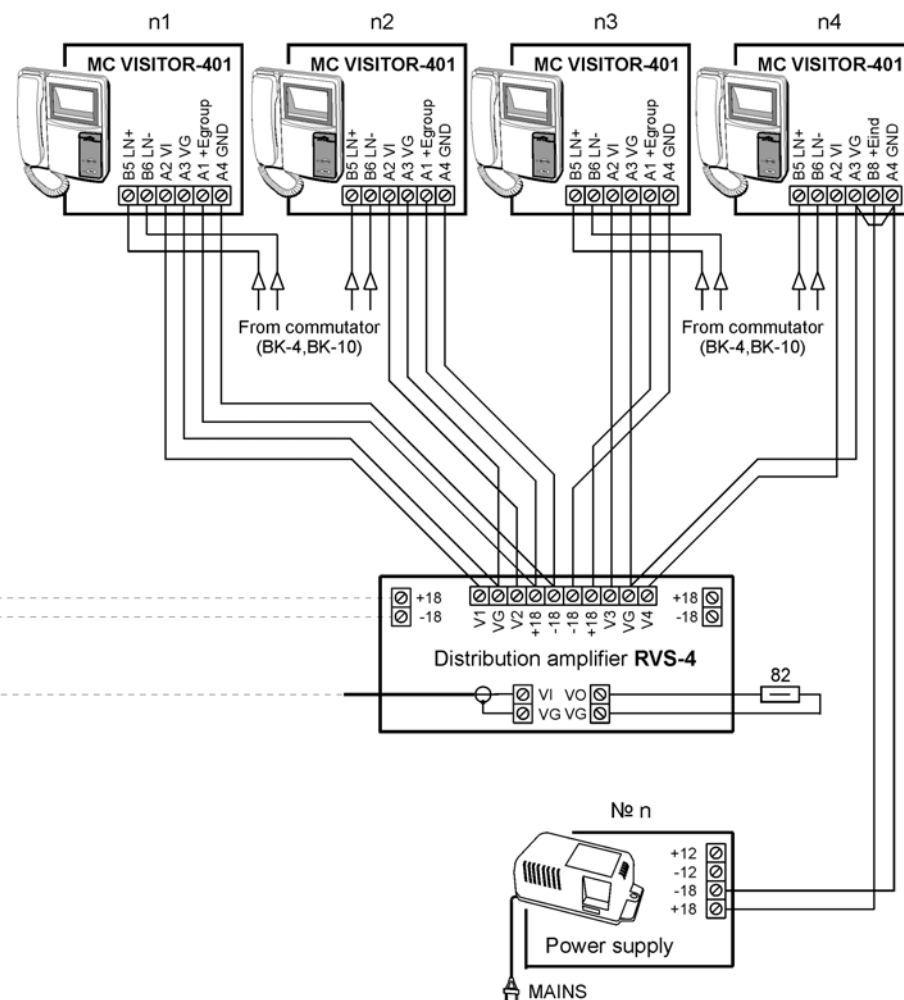 n1
n2
n3
n4
MC VISITOR-401
MC VISITOR-401
MC VISITOR-401
MC VISITOR-401
B5 LN+
B6 LN-
A2 VI
A3 VG
A1 +Egroup
A4 GND
B5 LN+
B6 LN-
A2 VI
A3 VG
A1 +Egroup
A4 GND
B5 LN+
B6 LN-
A2 VI
A3 VG
A1 +Egroup
A4 GND
B5 LN+
B6 LN-
A2 VI
A3 VG
B8 +Eind
A4 GND
From commutator
(BK-4,BK-10)
From commutator
(BK-4,BK-10)
+18
-18
V1
VG
V2
+18
-18
-18
+18
V3
VG
V4
+18
-18
Distribution amplifier RVS-4
VI VO
VG VG
82
№ n
+12
-12
-18
+18
Power supply
MAINS